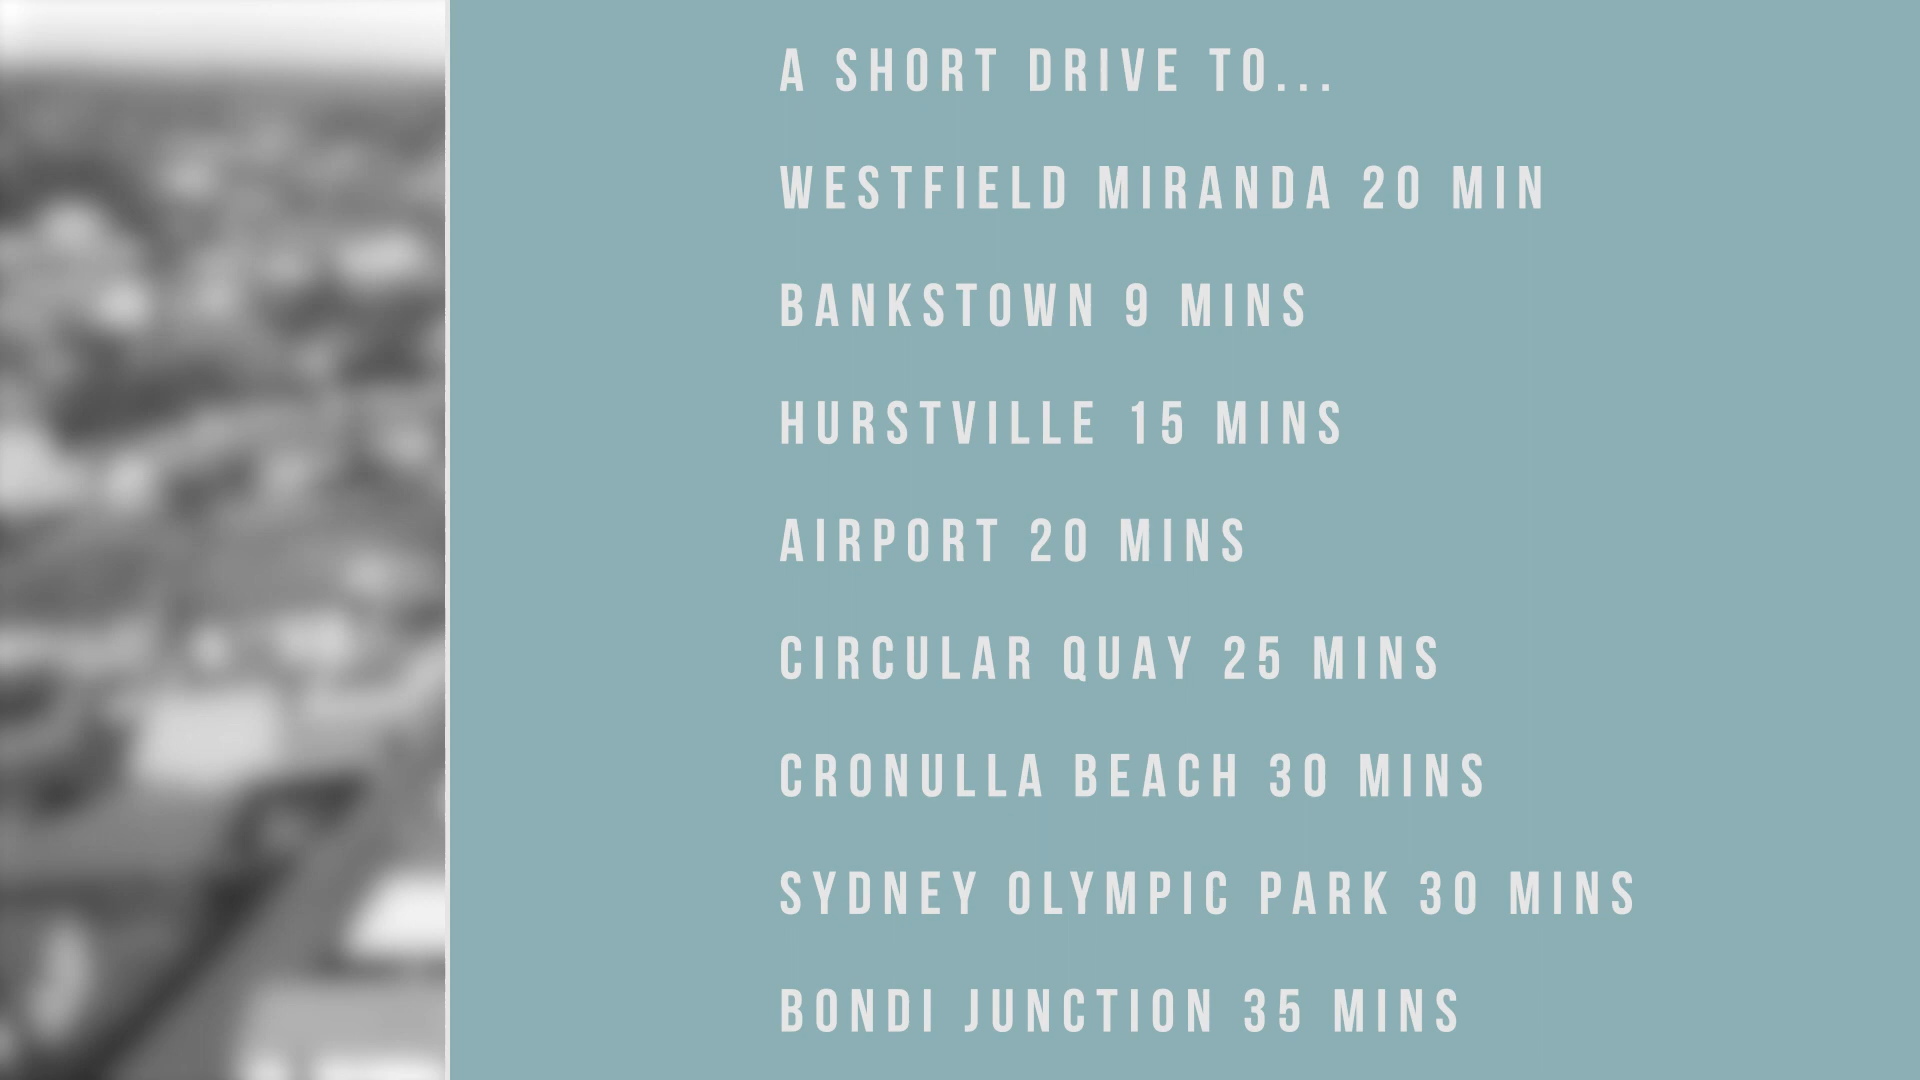 A SHORT DRIVE TO...
WESTFIELD MIRANDA 20 MIN
BANKSTOWN 9 MINS
HURSTVILLE 15 MINS
AIRPORT 20 MINS
CIRCULAR QUAY 25 MINS
CRONULLA BEACH 30 MINS
SYDNEY OLYMPIC PARK 30 MINS
BONDI JUNCTION 35 MINS